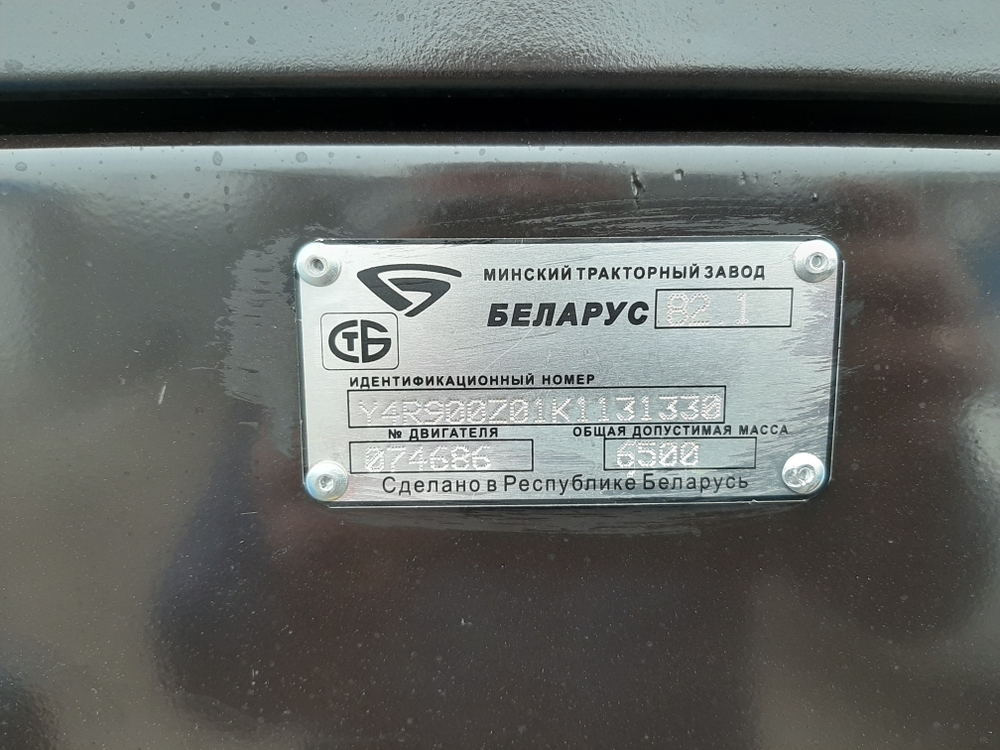 МИНСКИЙ ТРАКТОРНЫЙ ЗАВОД
БЕЛАРУС 82.1
СТБ
ИДЕНТИФИКАЦИОННЫЙ НОМЕР
Y4R900Z01K1131330
№ ДВИГАТЕЛЯ ОБЩАЯ ДОПУСТИМАЯ МАССА
074686 6500
Сделано в Республике Беларусь